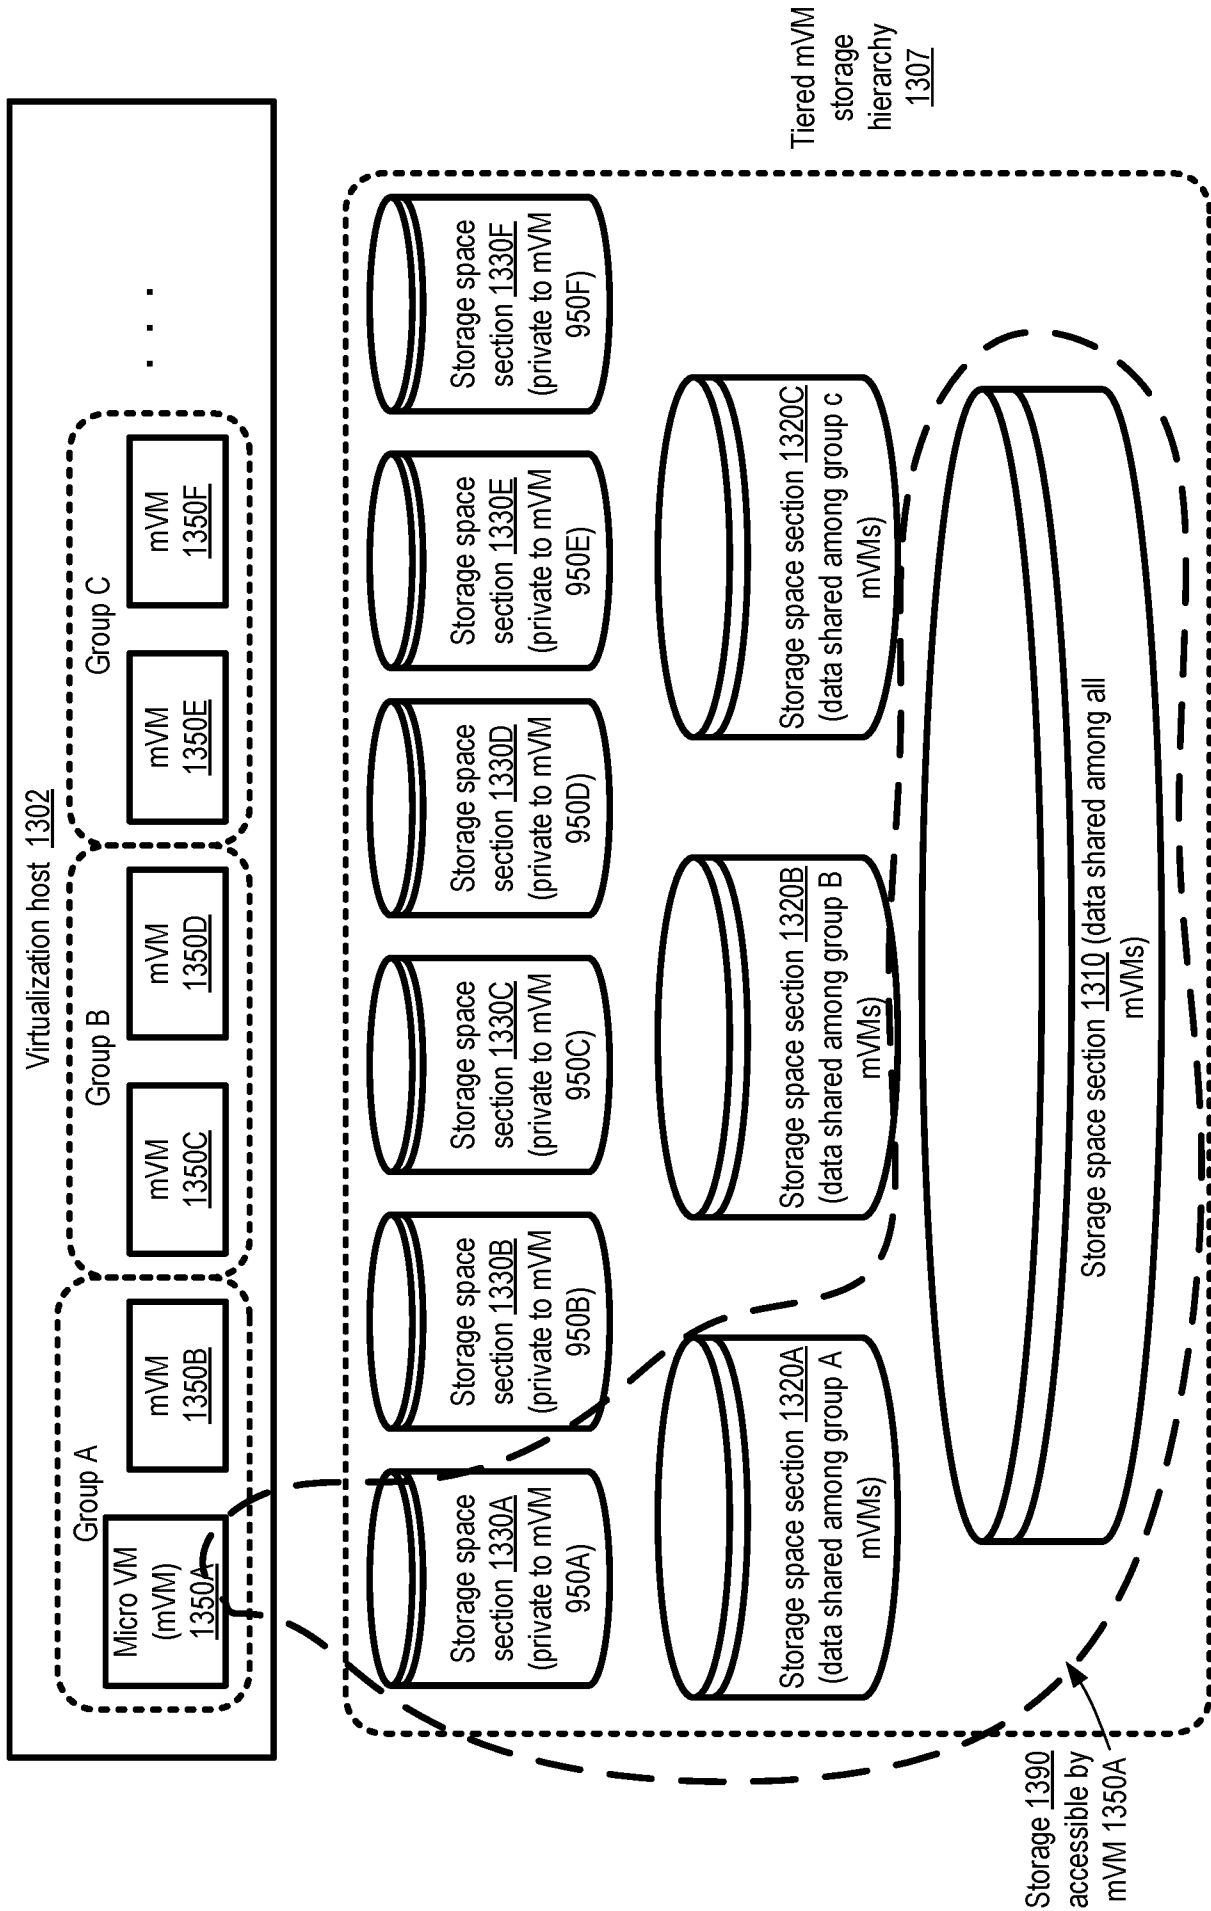 Virtualization host 1302
Group A
Group B
Group C
Micro VM
(mVM)
1350A
mVM
1350B
mVM
1350C
mVM
1350D
mVM
1350E
mVM
1350F
. . .
Storage space
section 1330A
(private to mVM
950A)
Storage space
section 1330B
(private to mVM
950B)
Storage space
section 1330C
(private to mVM
950C)
Storage space
section 1330D
(private to mVM
950D)
Storage space
section 1330E
(private to mVM
950E)
Storage space
section 1330F
(private to mVM
950F)
Storage space section 1320A
(data shared among group A
mVMs)
Storage space section 1320B
(data shared among group B
mVMs)
Storage space section 1320C
(data shared among group c
mVMs)
Tiered mVM
storage
hierarchy
1307
Storage space section 1310 (data shared among all
mVMs)
Storage 1390
accessible by
mVM 1350A